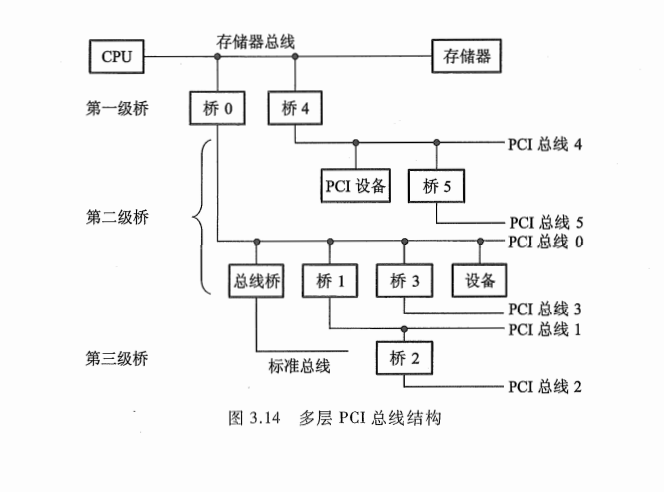 存储器总线
CPU
存储器
第一级桥
桥 0
桥 4
PCI 总线 4
PCI 设备
桥 5
第二级桥
PCI 总线 5
PCI 总线 0
总线桥
桥 1
桥 3
设备
PCI 总线 3
PCI 总线 1
第三级桥
标准总线
桥 2
PCI 总线 2
图 3.14 多层 PCI 总线结构